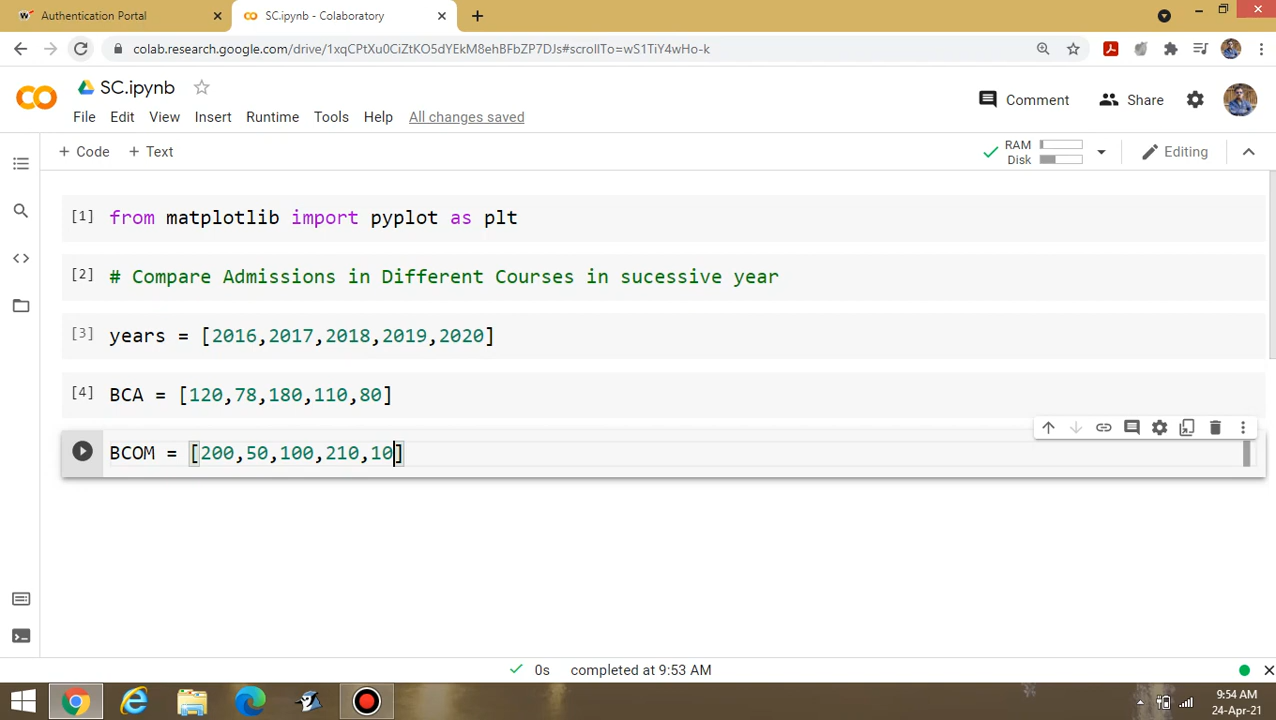 Authentication Portal
SC.ipynb - Colaboratory
colab.research.google.com/drive/1xqCPtXu0CiZtKO5dYEkM8ehBFbZP7DJs#scrollTo=wS1TiY4wHo-k
SC.ipynb
File Edit View Insert Runtime Tools Help All changes saved
Comment Share
+ Code + Text
RAM
Disk
Editing
[1] from matplotlib import pyplot as plt
[2] # Compare Admissions in Different Courses in sucessive year
[3] years = [2016,2017,2018,2019,2020]
[4] BCA = [120,78,180,110,80]
BCOM = [200,50,100,210,10]
0s completed at 9:53 AM
9:54 AM
24-Apr-21